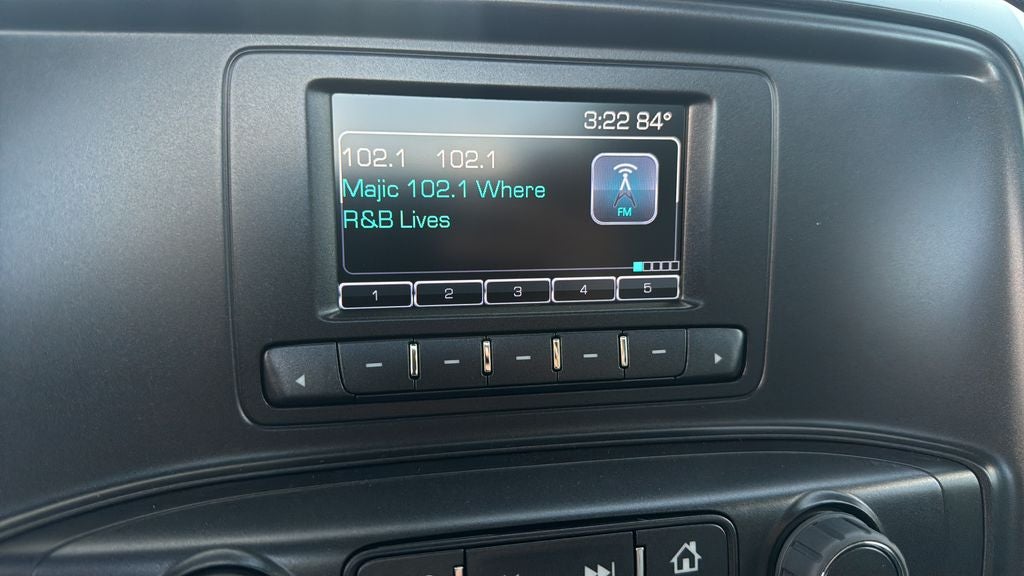 3:22 84°
102.1 102.1
Majic 102.1 Where
R&B Lives
FM
1 2 3 4 5